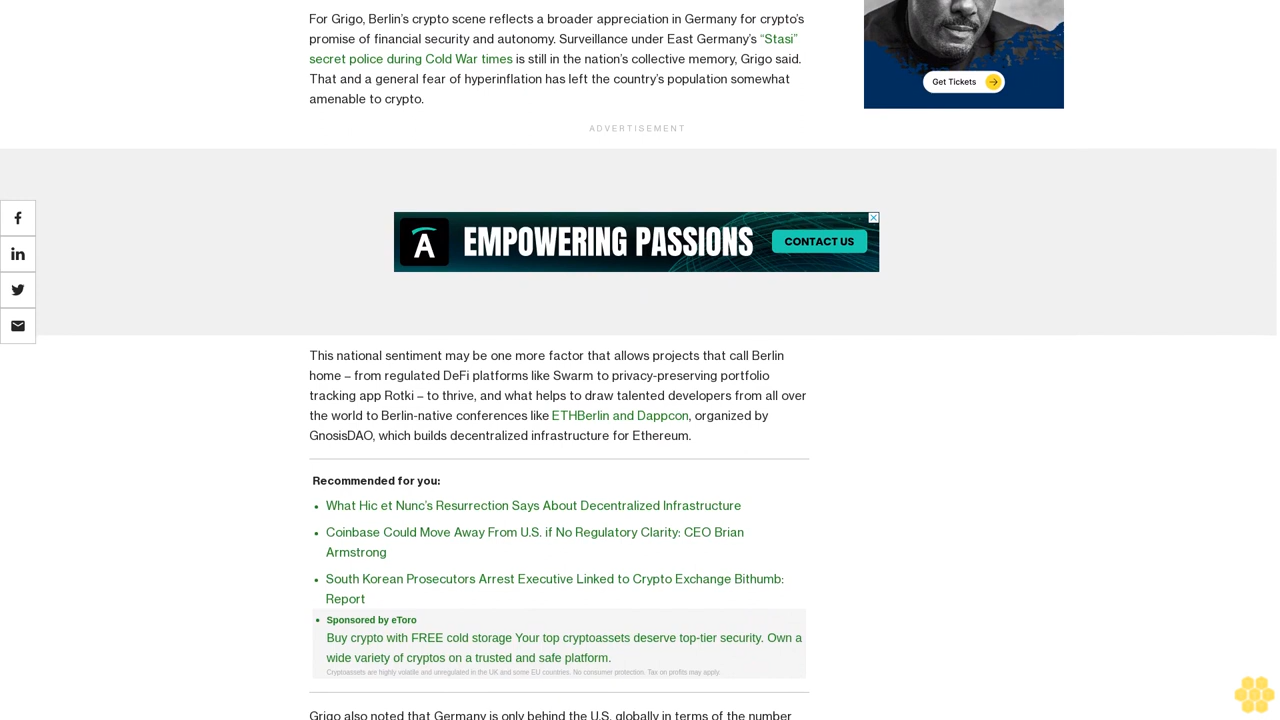 For Grigo, Berlin’s crypto scene reflects a broader appreciation in Germany for crypto’s
promise of financial security and autonomy. Surveillance under East Germany’s “Stasi”
secret police during Cold War times is still in the nation’s collective memory, Grigo said.
That and a general fear of hyperinflation has left the country’s population somewhat
amenable to crypto.
Get Tickets
ADVERTISEMENT
A EMPOWERING PASSIONS CONTACT US
This national sentiment may be one more factor that allows projects that call Berlin
home – from regulated DeFi platforms like Swarm to privacy-preserving portfolio
tracking app Rotki – to thrive, and what helps to draw talented developers from all over
the world to Berlin-native conferences like ETHBerlin and Dappcon, organized by
GnosisDAO, which builds decentralized infrastructure for Ethereum.
Recommended for you:
• What Hic et Nunc’s Resurrection Says About Decentralized Infrastructure
• Coinbase Could Move Away From U.S. if No Regulatory Clarity: CEO Brian
Armstrong
• South Korean Prosecutors Arrest Executive Linked to Crypto Exchange Bithumb:
Report
• Sponsored by eToro
Buy crypto with FREE cold storage Your top cryptoassets deserve top-tier security. Own a
wide variety of cryptos on a trusted and safe platform.
Cryptoassets are highly volatile and unregulated in the UK and some EU countries. No consumer protection. Tax on profits may apply.
Grigo also noted that Germany is only behind the U.S. globally in terms of the number